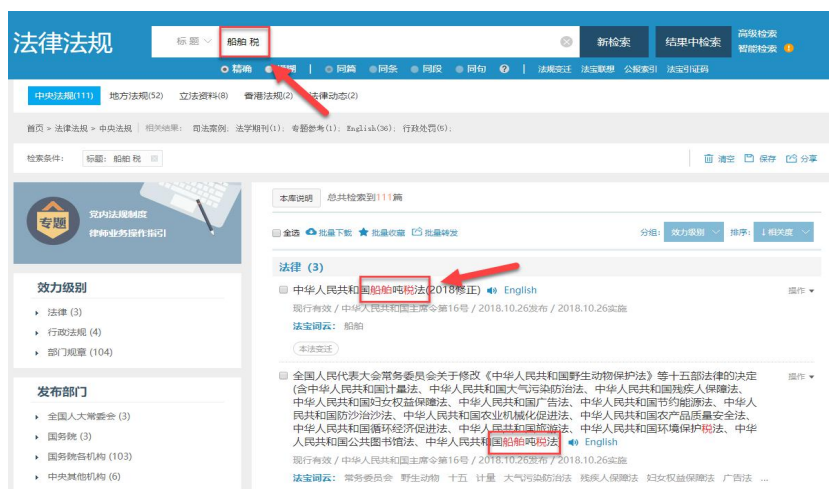 法律法规
标题 船舶 税
新检索 结果中检索
高级检索
智能检索
精确 | 同篇 同条 同段 同句 | 法规变迁 法宝联想 公报索引 法宝引证码
中央法规(111) 地方法规(52) 立法资料(8) 香港法规(2) 法律动态(2)
首页 > 法律法规 > 中央法规 | 相关结果: 司法案例; 法学期刊(1); 专题参考(1); English(36); 行政处罚(6);
检索条件: 标题: 船舶 税
清空 保存 分享
专题
党内法规制度
律师业务操作指引
本库说明 总共检索到111篇
全选 批量下载 批量收藏 批量转发 分组: 效力级别 排序: ↓相关度
效力级别
法律 (3)
行政法规 (4)
部门规章 (104)
发布部门
全国人大常委会 (3)
国务院 (3)
国务院各机构 (103)
中央其他机构 (6)
法律 (3)
中华人民共和国船舶吨税法(2018修正) English 操作
现行有效 / 中华人民共和国主席令第16号 / 2018.10.26发布 / 2018.10.26实施
法宝词云: 船舶
本法变迁
全国人民代表大会常务委员会关于修改《中华人民共和国野生动物保护法》等十五部法律的决定 操作
(含中华人民共和国计量法、中华人民共和国大气污染防治法、中华人民共和国残疾人保障法、
中华人民共和国妇女权益保障法、中华人民共和国广告法、中华人民共和国节约能源法、中华人
民共和国防沙治沙法、中华人民共和国农业机械化促进法、中华人民共和国农产品质量安全法、
中华人民共和国循环经济促进法、中华人民共和国旅游法、中华人民共和国环境保护税法、中华
人民共和国公共图书馆法、中华人民共和国船舶吨税法) English
现行有效 / 中华人民共和国主席令第16号 / 2018.10.26发布 / 2018.10.26实施
法宝词云: 常务委员会 野生动物 十五 计量 大气污染防治法 残疾人保障法 妇女权益保障法 广告法 ...